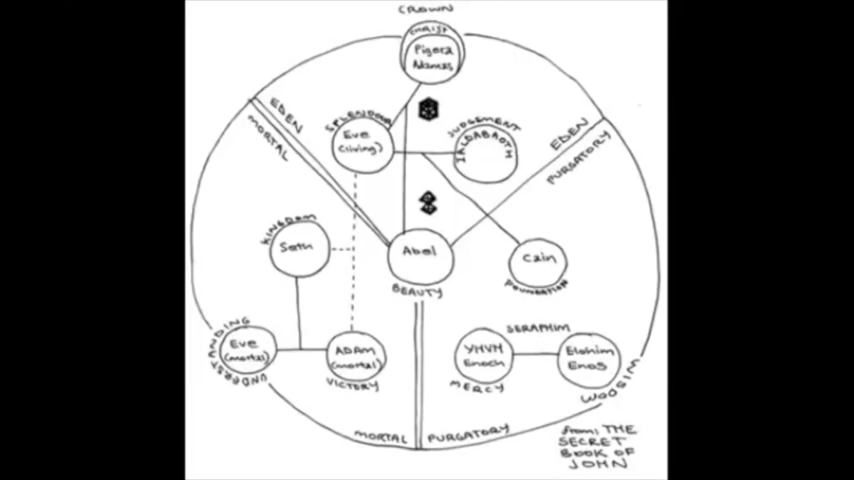 CROWN
CHRIST
Pigera
Adamas
SPLENDOUR
Eve
(living)
JUDGEMENT
IALDABAOTH
EDEN
MORTAL
EDEN
PURGATORY
KINGDOM
Seth
Abel
BEAUTY
Cain
FOUNDATION
UNDERSTANDING
Eve
(mortal)
ADAM
(mortal)
VICTORY
SERAPHIM
YHVH
Enoch
MERCY
Elohim
Enos
WOOSIM
MORTAL
PURGATORY
from: THE
SECRET
BOOK OF
JOHN